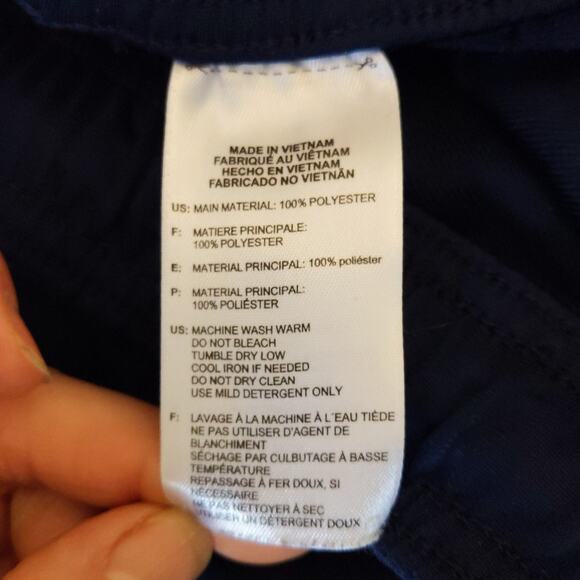 MADE IN VIETNAM
FABRIQUÉ AU VIÊTNAM
HECHO EN VIETNAM
FABRICADO NO VIETNÃN
US: MAIN MATERIAL: 100% POLYESTER
F: MATIERE PRINCIPALE:
100% POLYESTER
E: MATERIAL PRINCIPAL: 100% poliéster
P: MATERIAL PRINCIPAL:
100% POLIÉSTER
US: MACHINE WASH WARM
DO NOT BLEACH
TUMBLE DRY LOW
COOL IRON IF NEEDED
DO NOT DRY CLEAN
USE MILD DETERGENT ONLY
F: LAVAGE À LA MACHINE À L'EAU TIÈDE
NE PAS UTILISER D'AGENT DE
BLANCHIMENT
SÉCHAGE PAR CULBUTAGE À BASSE
TEMPÉRATURE
REPASSAGE À FER DOUX, SI
NÉCESSAIRE
NE PAS NETTOYER À SEC
UTILISER UN DÉTERGENT DOUX